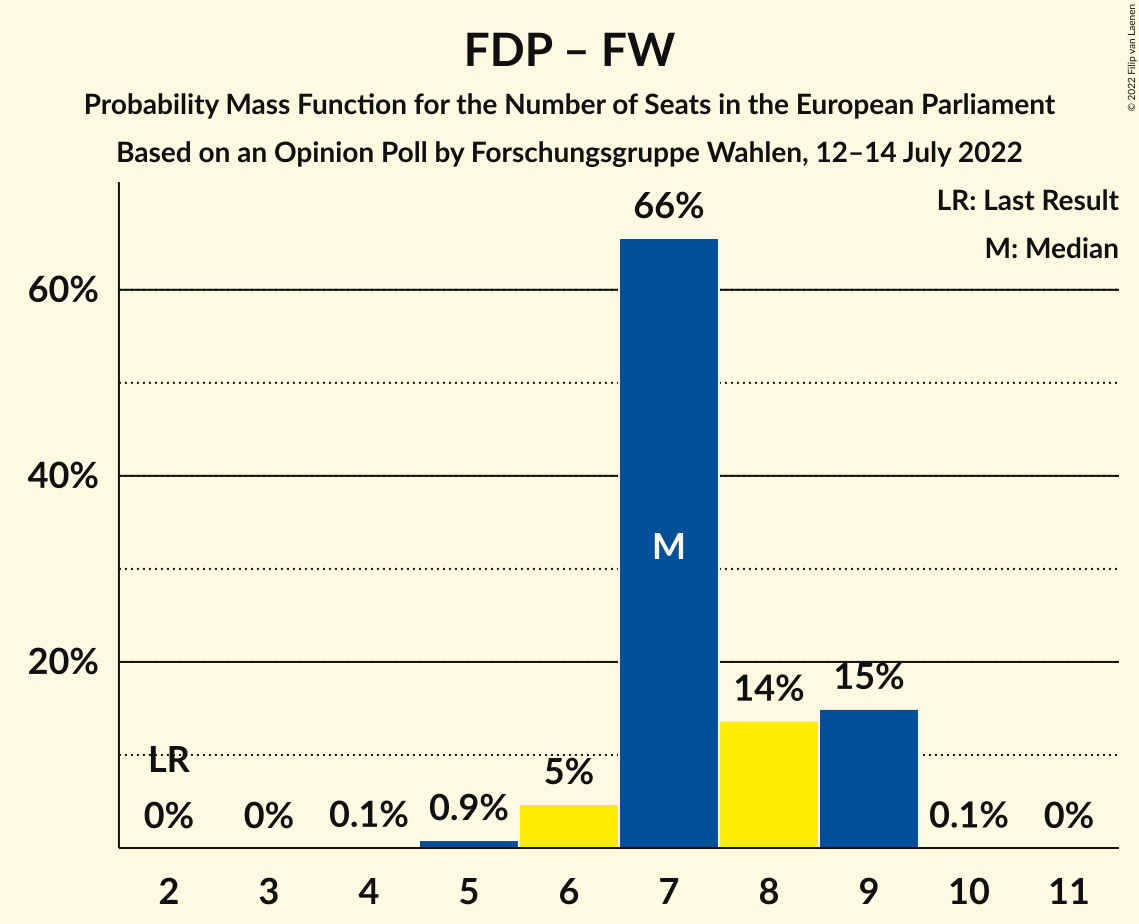 FDP – FW
Probability Mass Function for the Number of Seats in the European Parliament
Based on an Opinion Poll by Forschungsgruppe Wahlen, 12–14 July 2022
© 2022 Filip van Laenen
LR: Last Result
M: Median
66%
60%
40%
M
20%
15%
14%
LR
5%
0% 0% 0.1% 0.9% 0.1% 0%
2 3 4 5 6 7 8 9 10 11